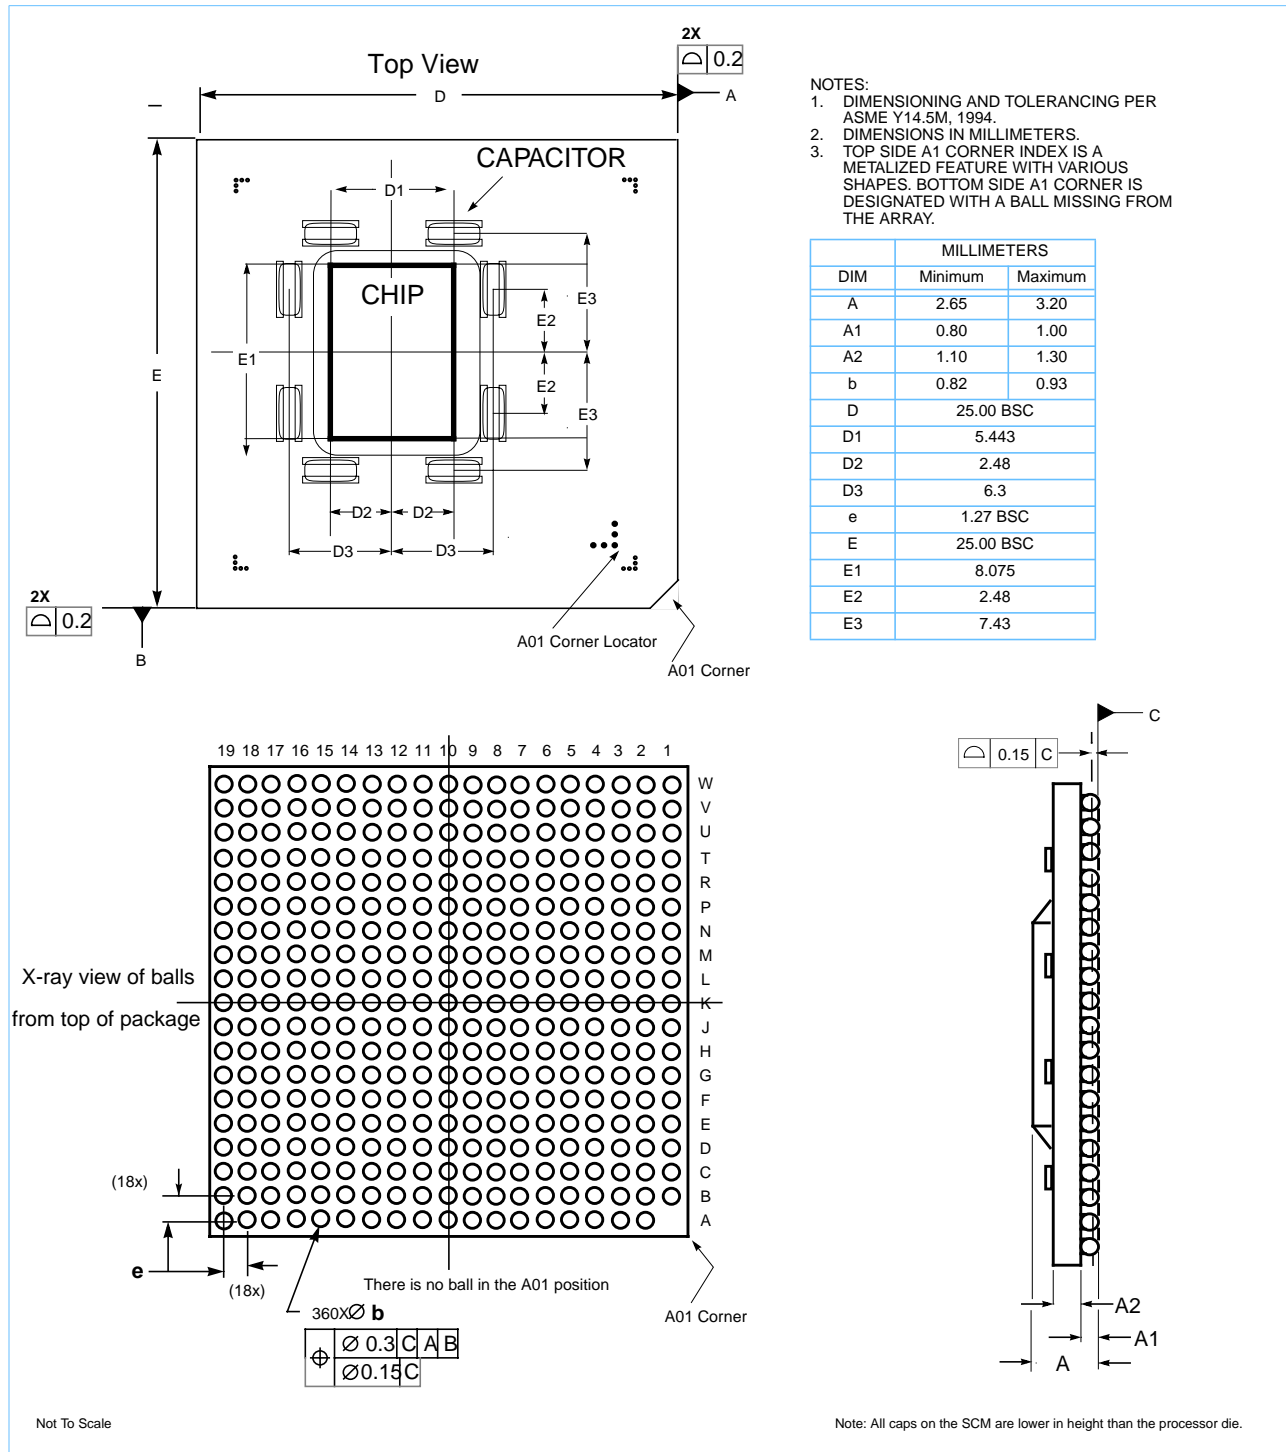 2X
0.2
Top View
D
A
NOTES:
1. DIMENSIONING AND TOLERANCING PER
ASME Y14.5M, 1994.
2. DIMENSIONS IN MILLIMETERS.
3. TOP SIDE A1 CORNER INDEX IS A
METALIZED FEATURE WITH VARIOUS
SHAPES. BOTTOM SIDE A1 CORNER IS
DESIGNATED WITH A BALL MISSING FROM
THE ARRAY.
CAPACITOR
D1
CHIP
E3
E2
E1
E
E2
E3
D2 D2
D3 D3
2X
0.2
B
A01 Corner Locator
A01 Corner
MILLIMETERS
DIM Minimum Maximum
A 2.65 3.20
A1 0.80 1.00
A2 1.10 1.30
b 0.82 0.93
D 25.00 BSC
D1 5.443
D2 2.48
D3 6.3
e 1.27 BSC
E 25.00 BSC
E1 8.075
E2 2.48
E3 7.43
19 18 17 16 15 14 13 12 11 10 9 8 7 6 5 4 3 2 1
W
V
U
T
R
P
N
M
L
K
J
H
G
F
E
D
C
B
A
X-ray view of balls
from top of package
(18x)
e
(18x)
There is no ball in the A01 position
360X∅ b
∅ 0.3 C A B
∅0.15 C
A01 Corner
C
0.15 C
A2
A1
A
Not To Scale
Note: All caps on the SCM are lower in height than the processor die.